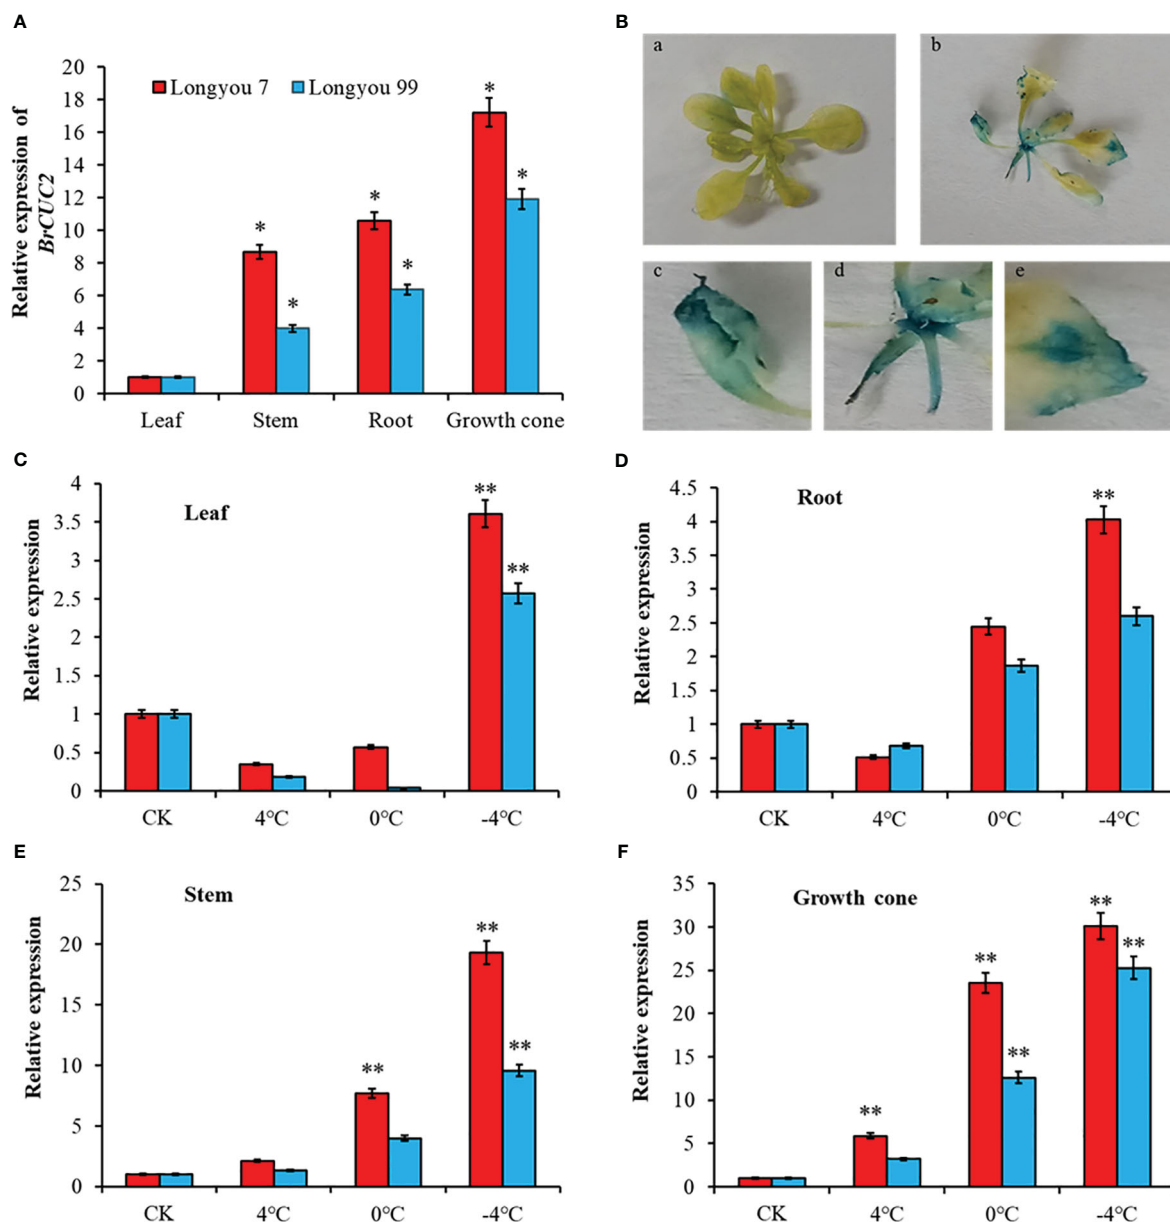 A
Relative expression of
BrCUC2
20
18
16
14
12
10
8
6
4
2
0
Longyou 7 Longyou 99
* * * * * *
Leaf Stem Root Growth cone
B
a
b
c
d
e
C
Leaf
Relative expression
4
3.5
3
2.5
2
1.5
1
0.5
0
** **
CK 4°C 0°C -4°C
D
Root
Relative expression
4.5
4
3.5
3
2.5
2
1.5
1
0.5
0
**
CK 4°C 0°C -4°C
E
Stem
Relative expression
25
20
15
10
5
0
** ** **
CK 4°C 0°C -4°C
F
Growth cone
Relative expression
35
30
25
20
15
10
5
0
** ** ** ** **
CK 4°C 0°C -4°C